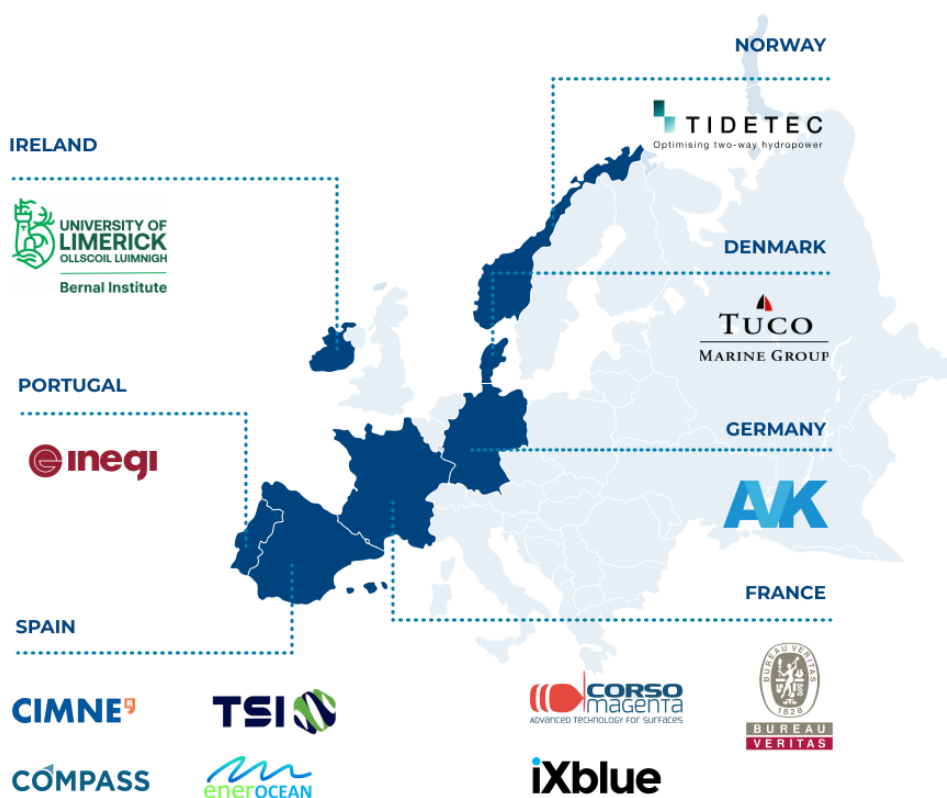 NORWAY
TIDETEC
Optimising two-way hydropower
IRELAND
UNIVERSITY OF
LIMERICK
OLLSCOIL LUIMNIGH
Bernal Institute
DENMARK
TUCO
MARINE GROUP
PORTUGAL
inegi
GERMANY
AVK
FRANCE
SPAIN
CIMNE
TSI
CORSO
MAGENTA
ADVANCED TECHNOLOGY FOR SURFACES
BUREAU VERITAS
1828
BUREAU
VERITAS
COMPASS
enerOCEAN
iXblue